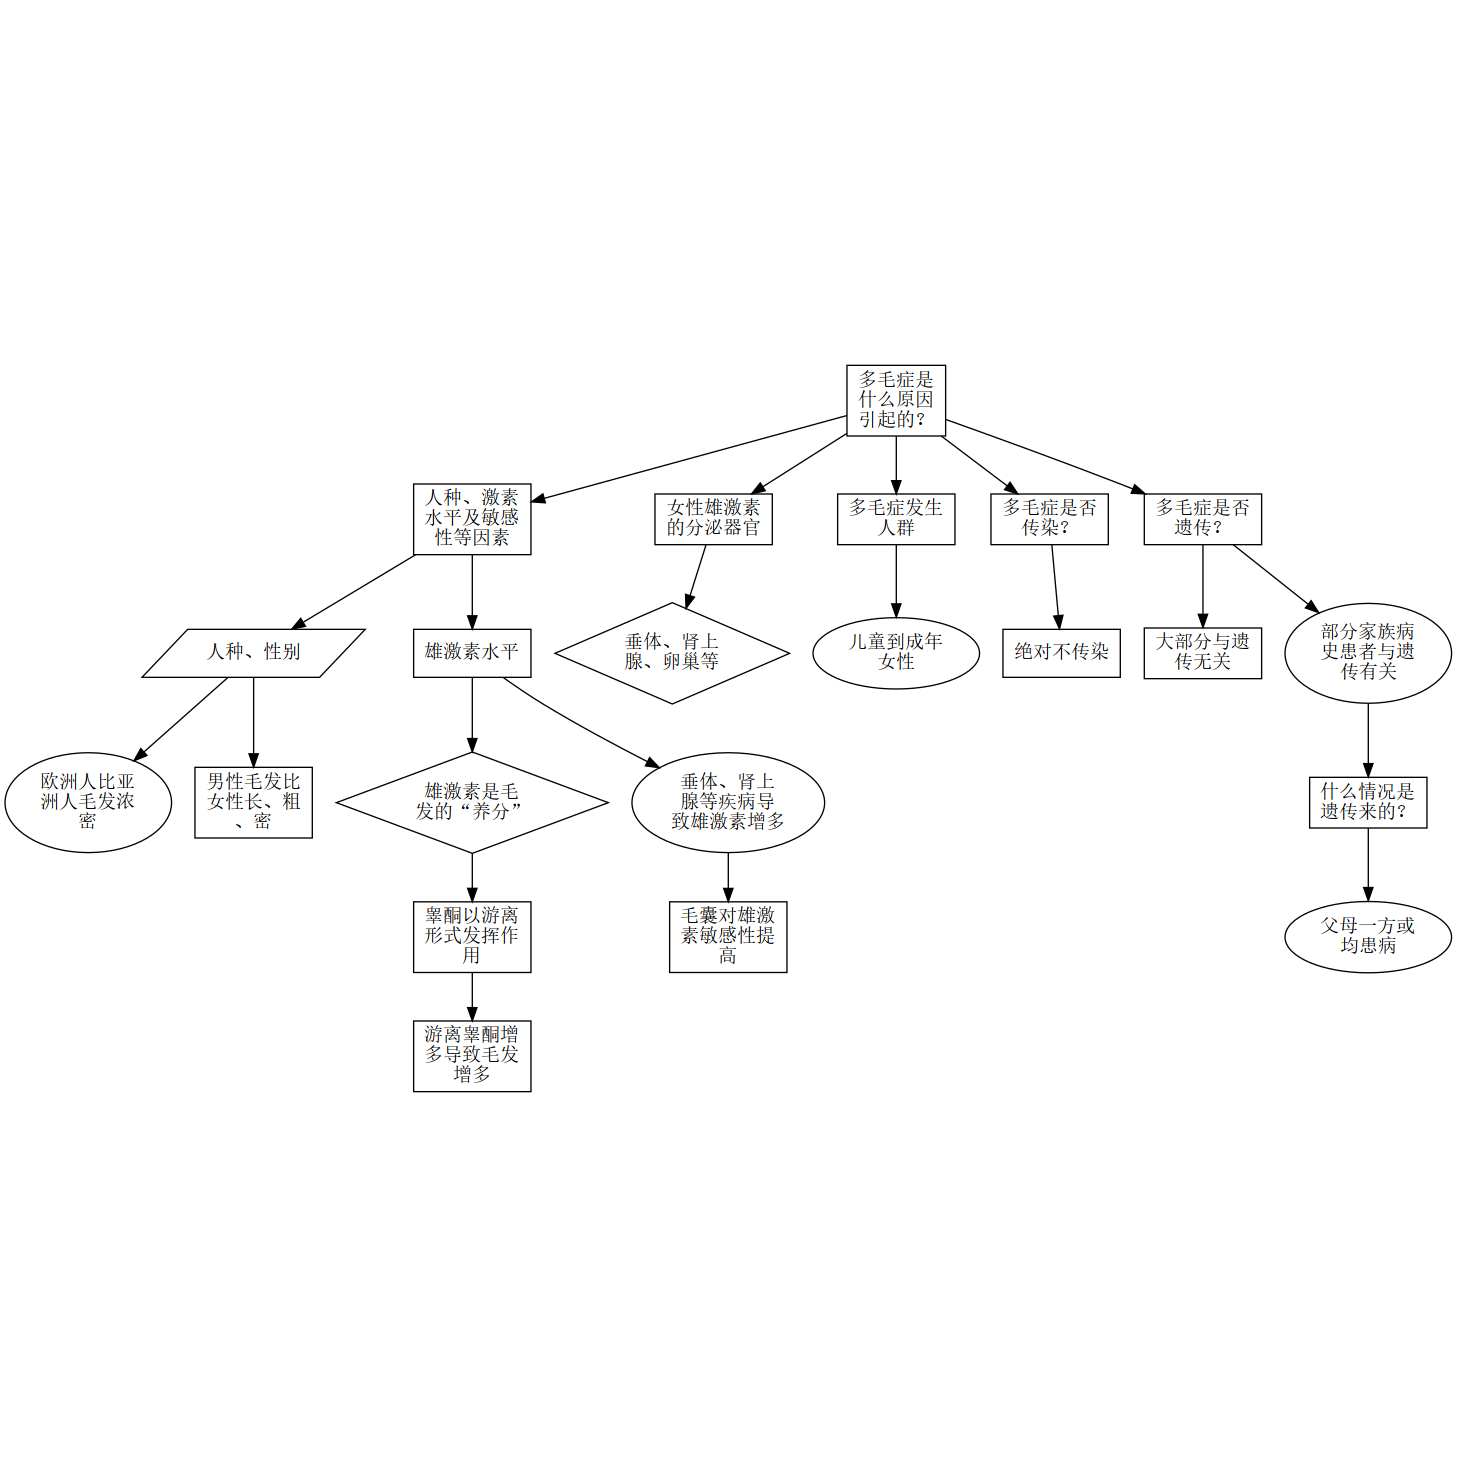 多毛症是
什么原因
引起的?
人种、激素
水平及敏感
性等因素
女性雄激素
的分泌器官
多毛症发生
人群
多毛症是否
传染?
多毛症是否
遗传?
人种、性别
雄激素水平
垂体、肾上
腺、卵巢等
儿童到成年
女性
绝对不传染
大部分与遗
传无关
部分家族病
史患者与遗
传有关
欧洲人比亚
洲人毛发浓
密
男性毛发比
女性长、粗
、密
雄激素是毛
发的“养分”
垂体、肾上
腺等疾病导
致雄激素增多
什么情况是
遗传来的?
睾酮以游离
形式发挥作
用
毛囊对雄激
素敏感性提
高
父母一方或
均患病
游离睾酮增
多导致毛发
增多